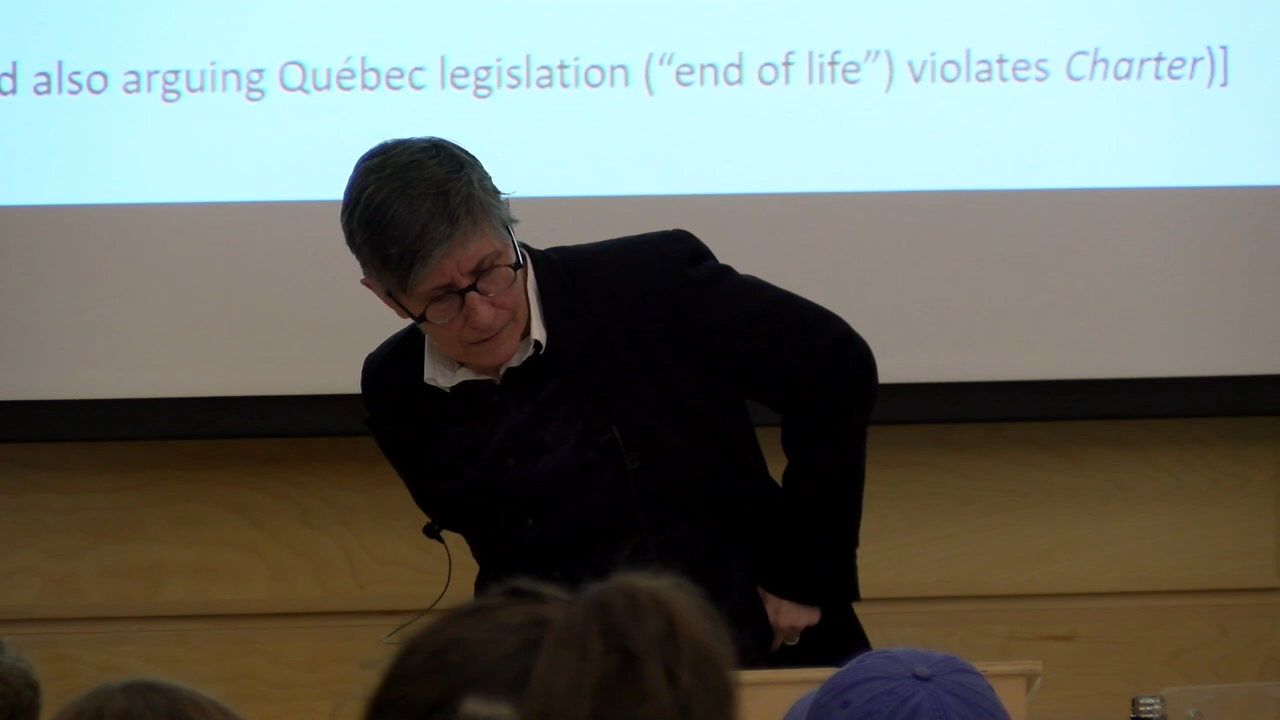 also arguing Québec legislation (“end of life”) violates Charter)]